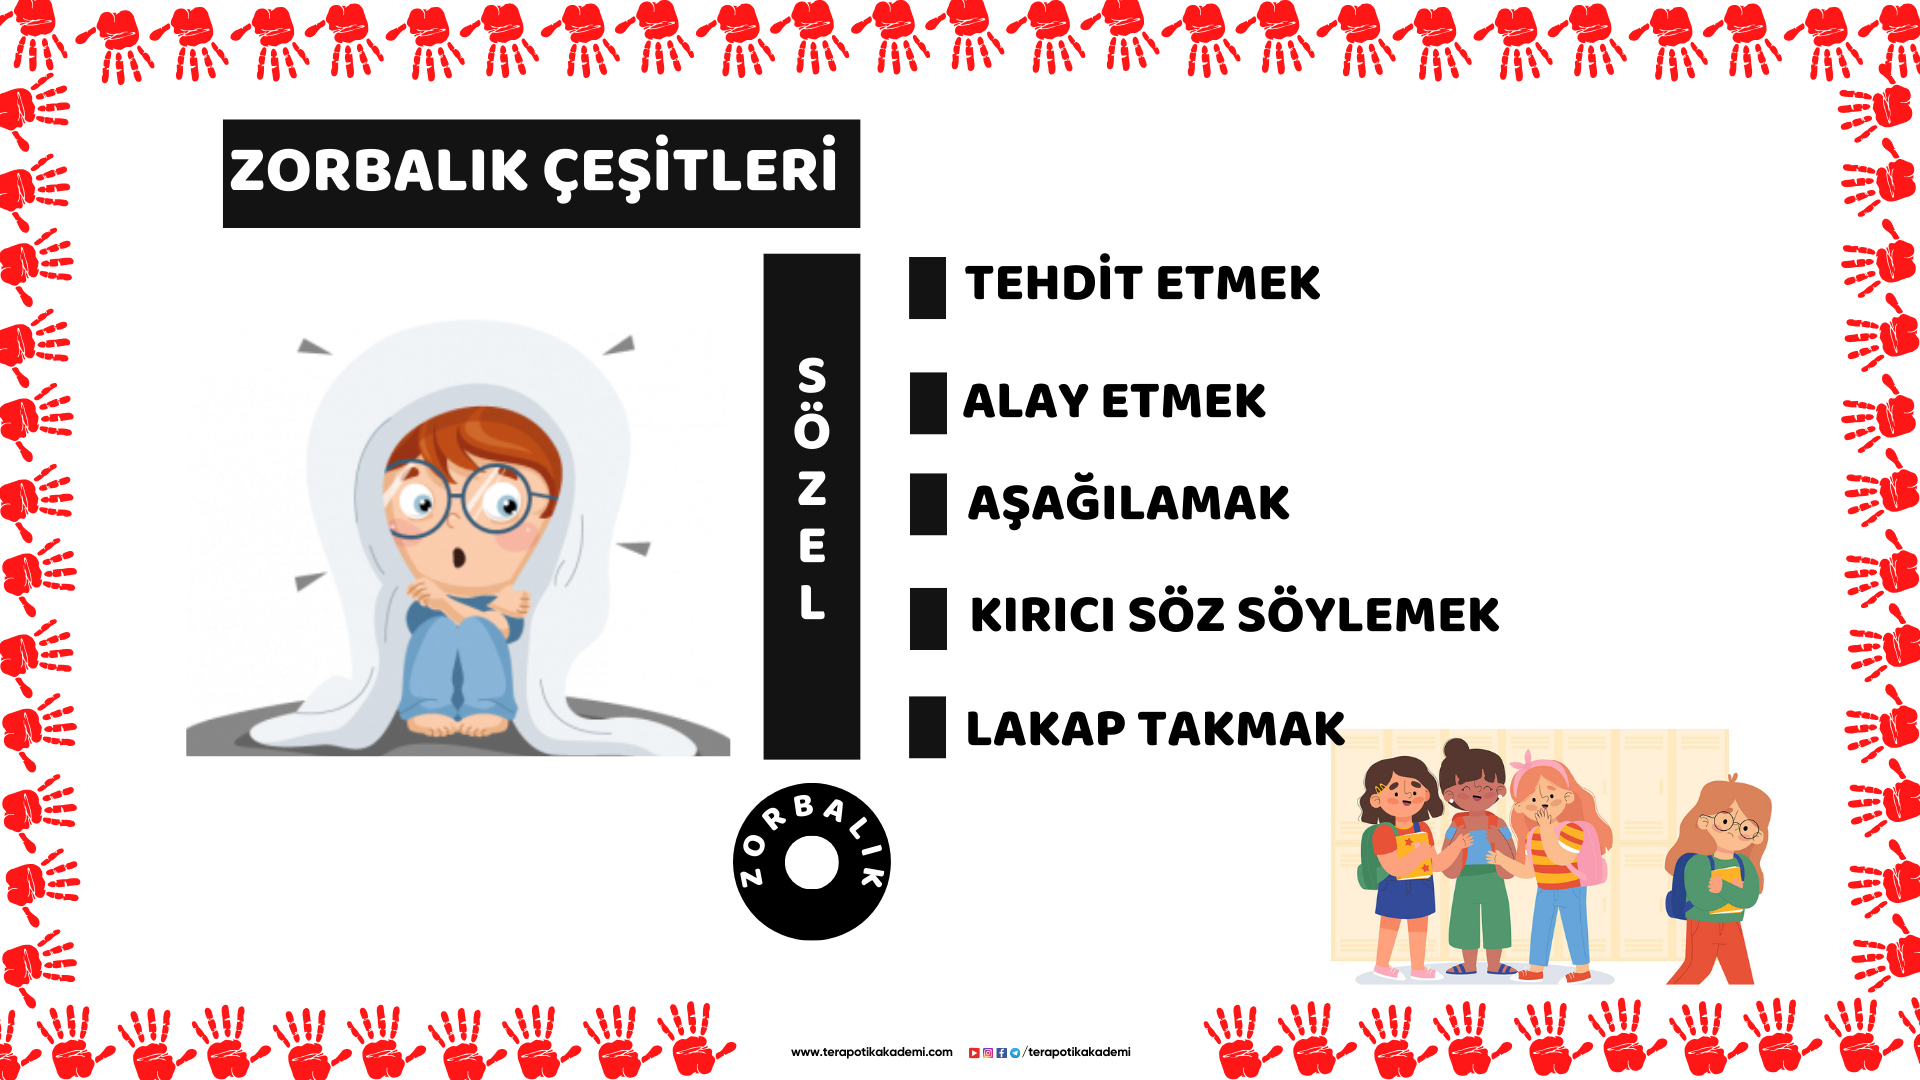 ZORBALIK ÇEŞİTLERİ
SÖZEL
TEHDİT ETMEK
ALAY ETMEK
AŞAĞILAMAK
KIRICI SÖZ SÖYLEMEK
LAKAP TAKMAK
ZORBALIK
www.terapotikakademi.com /terapotikakademi